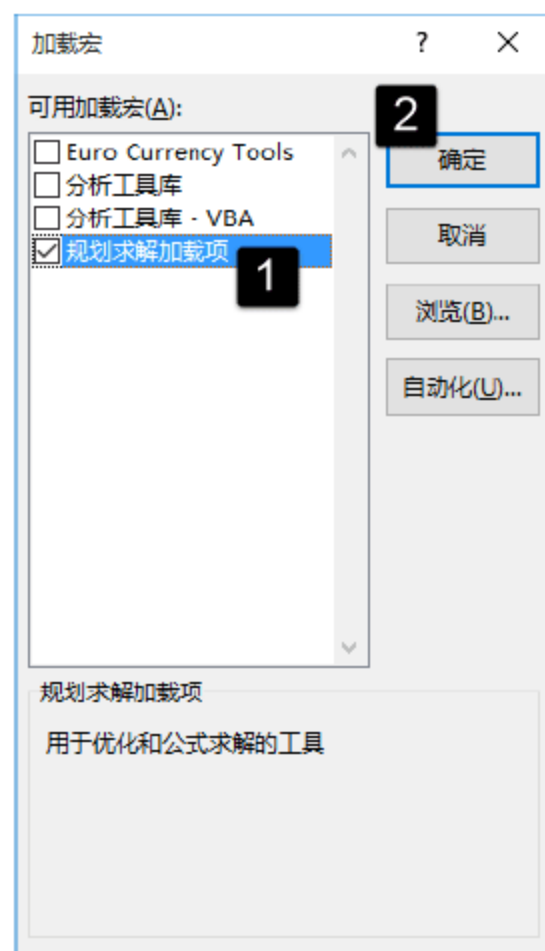 加载宏
? ×
可用加载宏(A):
2
Euro Currency Tools
确定
分析工具库
分析工具库 - VBA
取消
规划求解加载项
1
浏览(B)...
自动化(U)...
规划求解加载项
用于优化和公式求解的工具